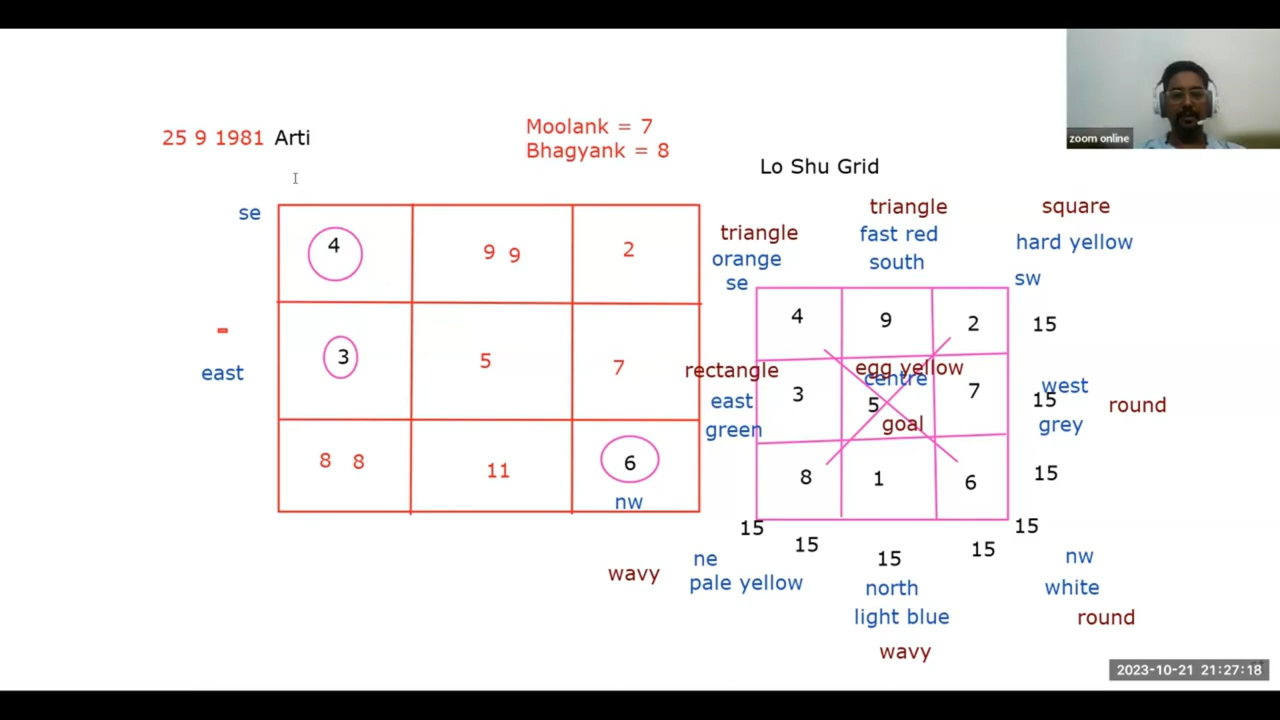 25 9 1981 Arti
Moolank = 7
Bhagyank = 8
zoom online
Lo Shu Grid
se
4
9 9
2
-
east
3
5
7
8 8
11
6
nw
triangle
fast red
south
square
hard yellow
sw
triangle
orange
se
4
9
2
15
rectangle
east
green
3
egg yellow
centre
5
goal
7
15
west
grey
round
8
1
6
15
15
15
15
15
15
wavy
ne
pale yellow
north
light blue
wavy
nw
white
round
2023-10-21 21:27:18